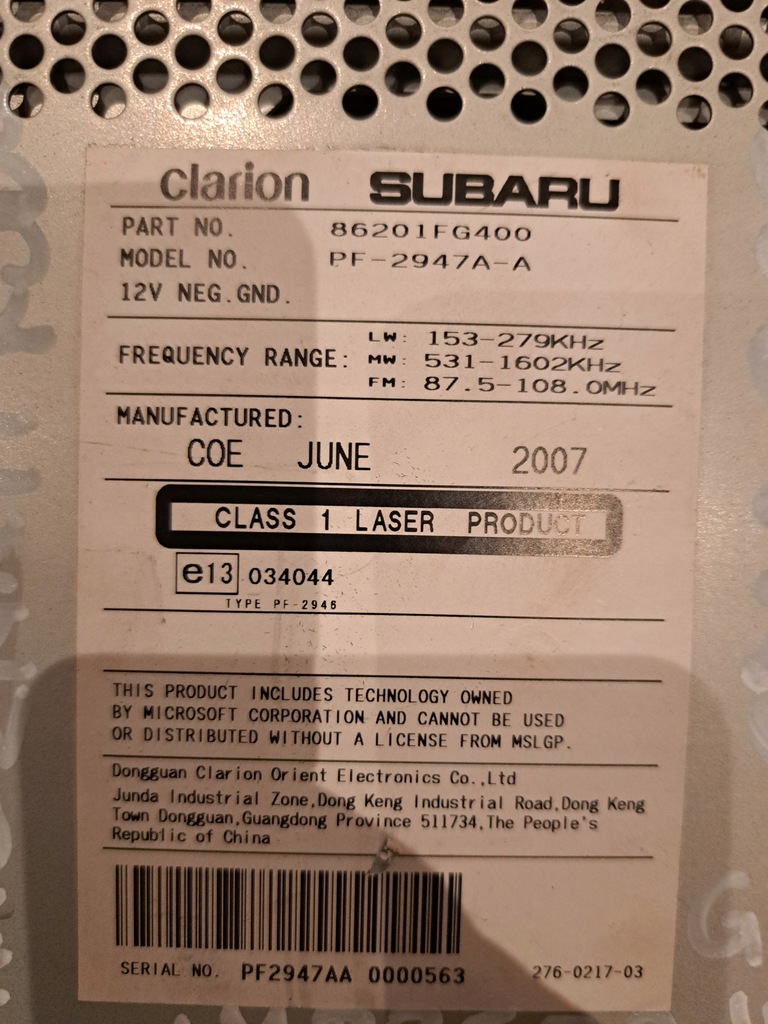 clarion SUBARU
PART NO. 86201FG400
MODEL NO. PF-2947A-A
12V NEG.GND.
FREQUENCY RANGE: LW: 153-279KHz
MW: 531-1602KHz
FM: 87.5-108.0MHz
MANUFACTURED:
COE JUNE 2007
CLASS 1 LASER PRODUCT
e13 034044
TYPE PF-2946
THIS PRODUCT INCLUDES TECHNOLOGY OWNED
BY MICROSOFT CORPORATION AND CANNOT BE USED
OR DISTRIBUTED WITHOUT A LICENSE FROM MSLGP.
Dongguan Clarion Orient Electronics Co.,Ltd
Junda Industrial Zone,Dong Keng Industrial Road,Dong Keng
Town Dongguan,Guangdong Province 511734,The People's
Republic of China
SERIAL NO. PF2947AA 0000563
276-0217-03